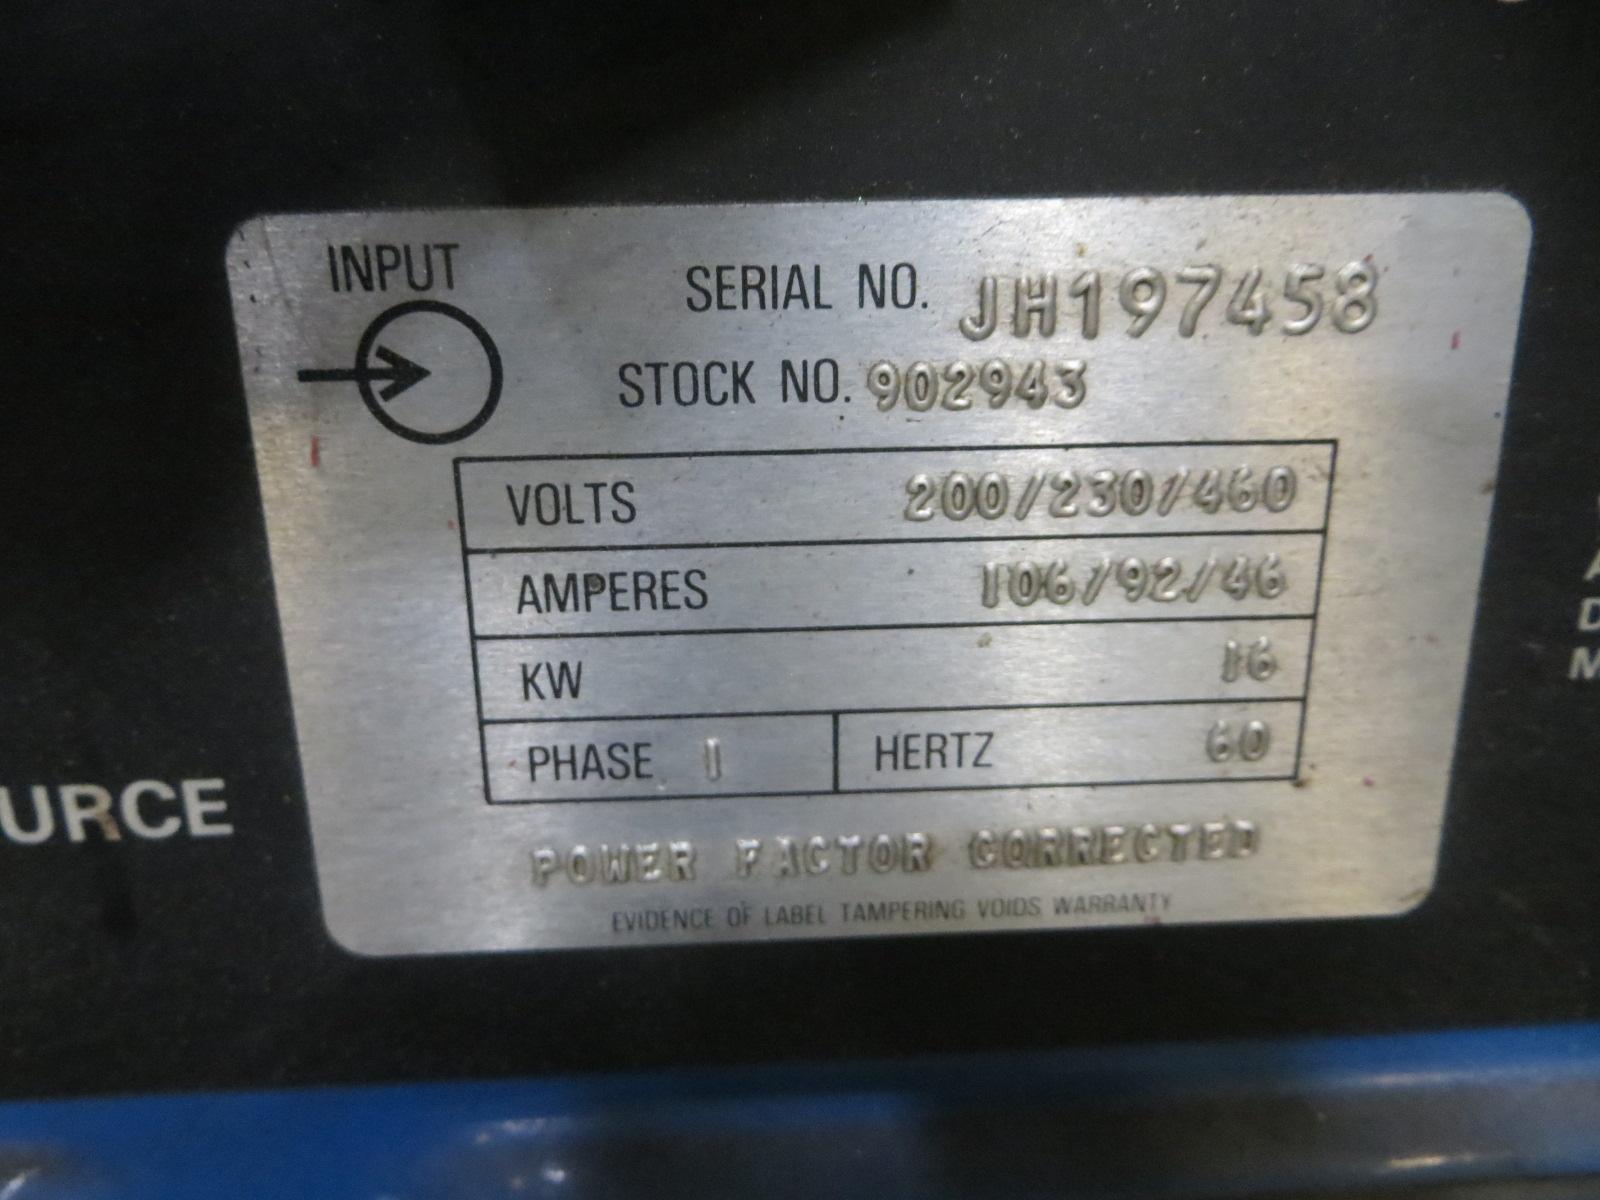 INPUT
SERIAL NO. JH197458
STOCK NO. 902943
VOLTS 200/230/460
AMPERES 106/92/46
KW 16
PHASE 1 HERTZ 60
POWER FACTOR CORRECTED
EVIDENCE OF LABEL TAMPERING VOIDS WARRANTY
URCE
A
D
M